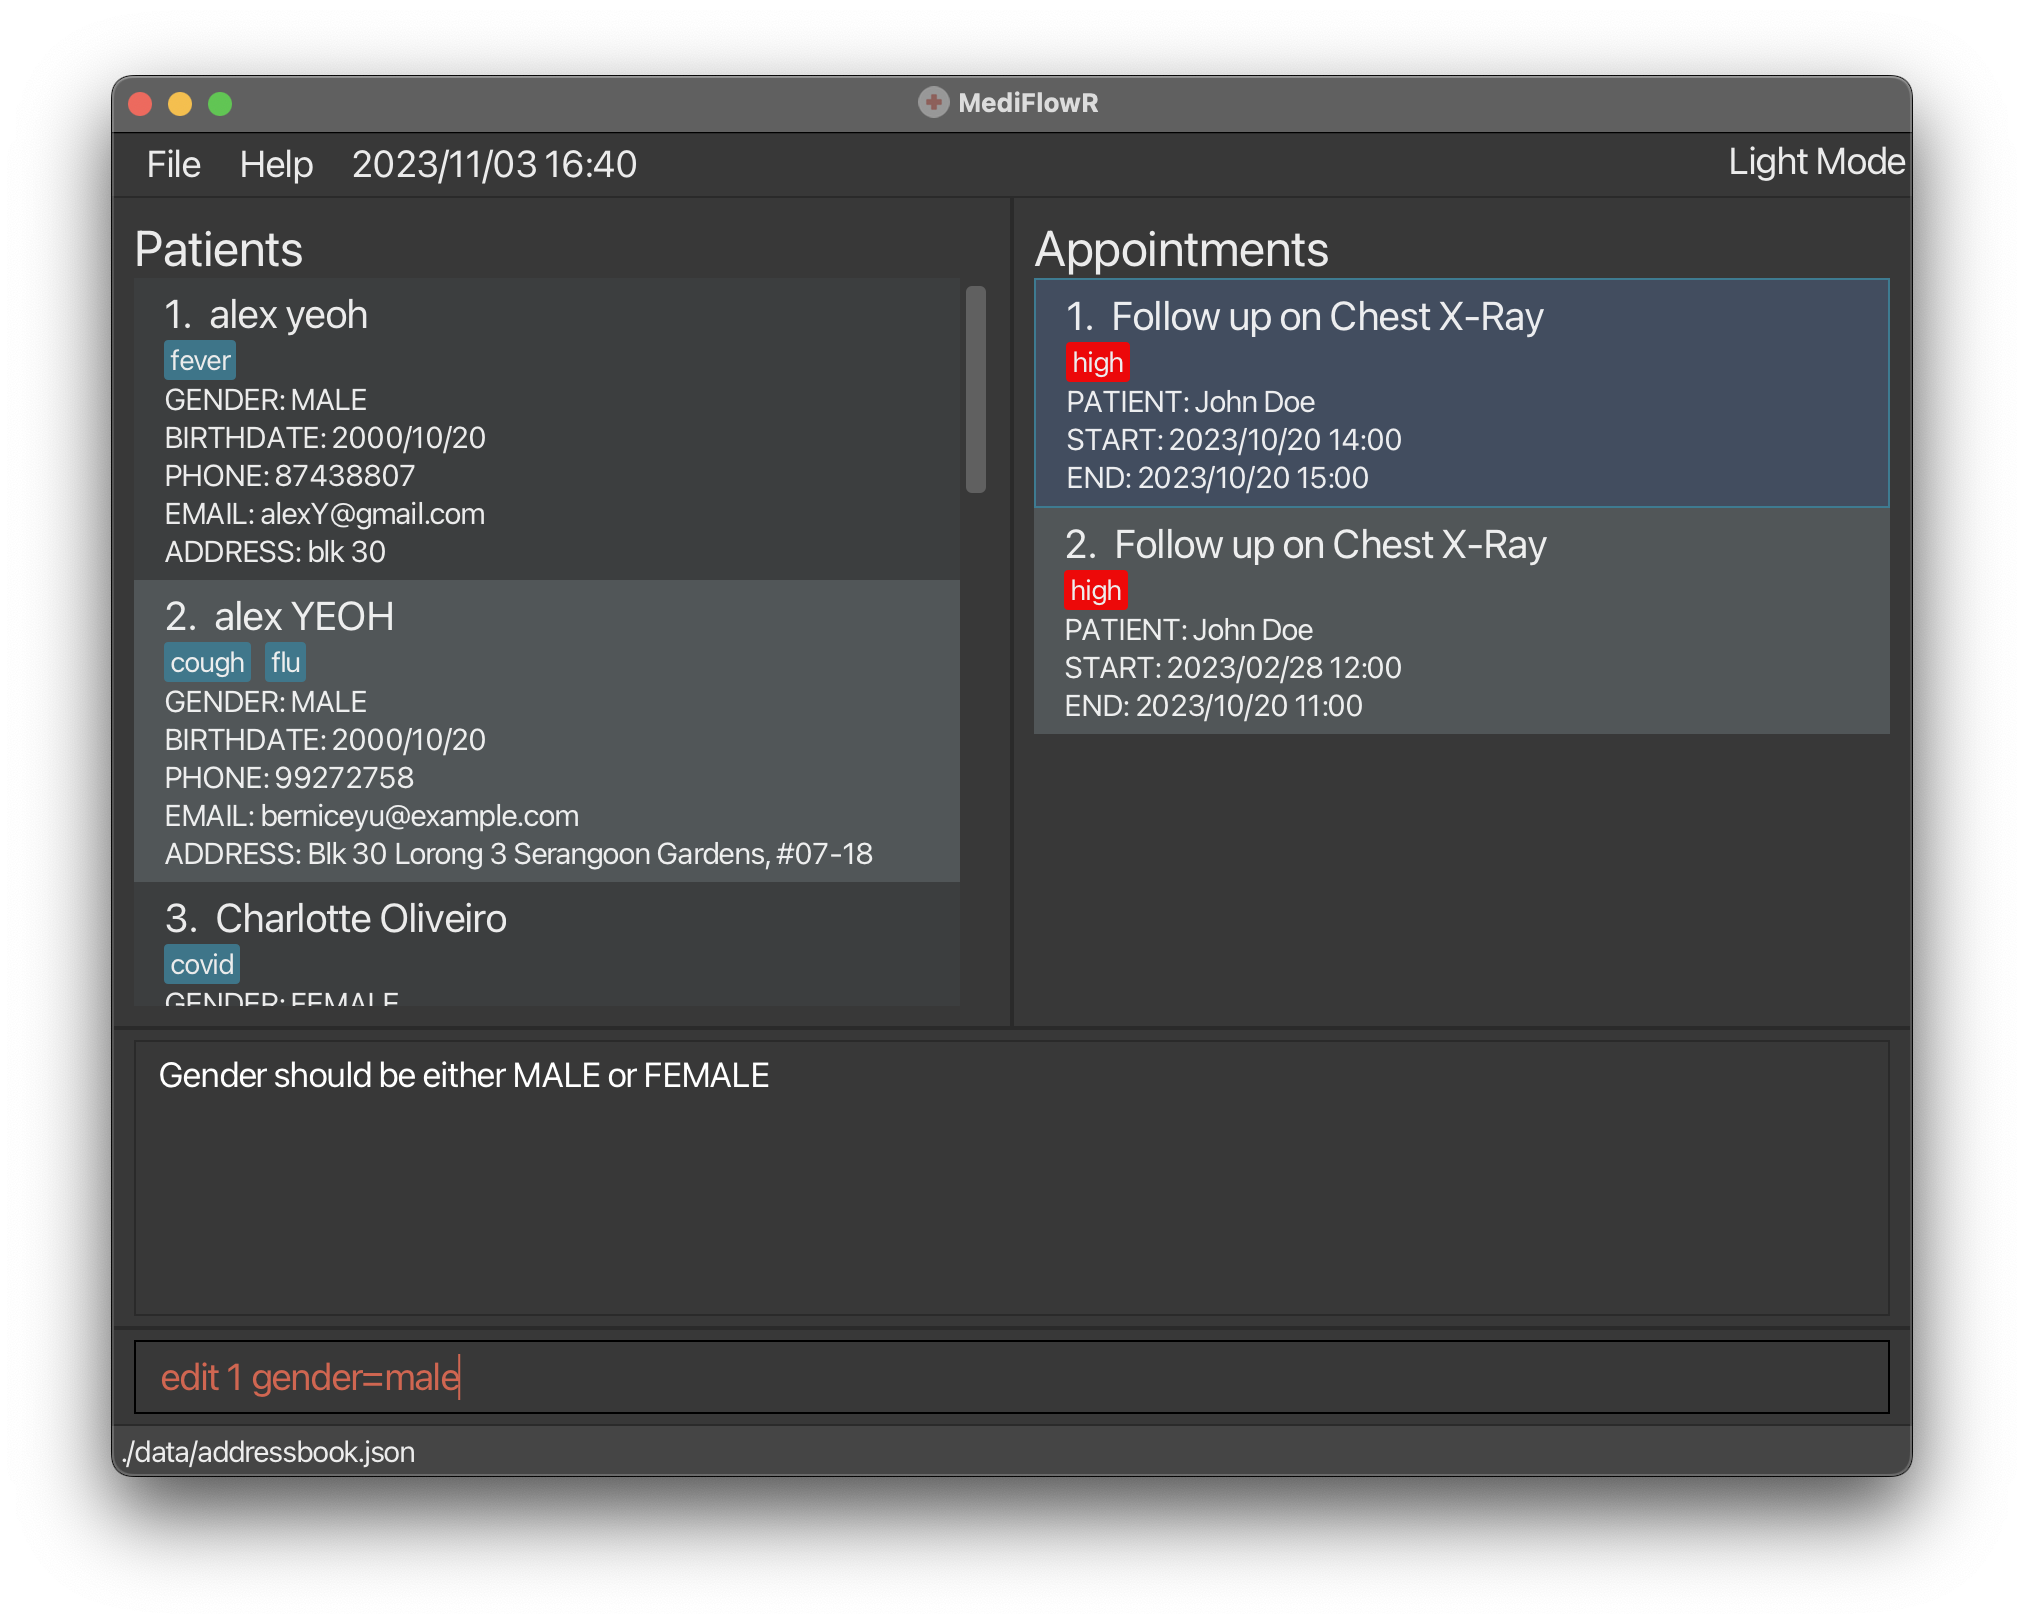 MediFlowR
File Help 2023/11/03 16:40 Light Mode
Patients
1. alex yeoh
fever
GENDER: MALE
BIRTHDATE: 2000/10/20
PHONE: 87438807
EMAIL: alexY@gmail.com
ADDRESS: blk 30
2. alex YEOH
cough flu
GENDER: MALE
BIRTHDATE: 2000/10/20
PHONE: 99272758
EMAIL: berniceyu@example.com
ADDRESS: Blk 30 Lorong 3 Serangoon Gardens, #07-18
3. Charlotte Oliveiro
covid
GENDER: FEMALE
Appointments
1. Follow up on Chest X-Ray
high
PATIENT: John Doe
START: 2023/10/20 14:00
END: 2023/10/20 15:00
2. Follow up on Chest X-Ray
high
PATIENT: John Doe
START: 2023/02/28 12:00
END: 2023/10/20 11:00
Gender should be either MALE or FEMALE
edit 1 gender=male
./data/addressbook.json